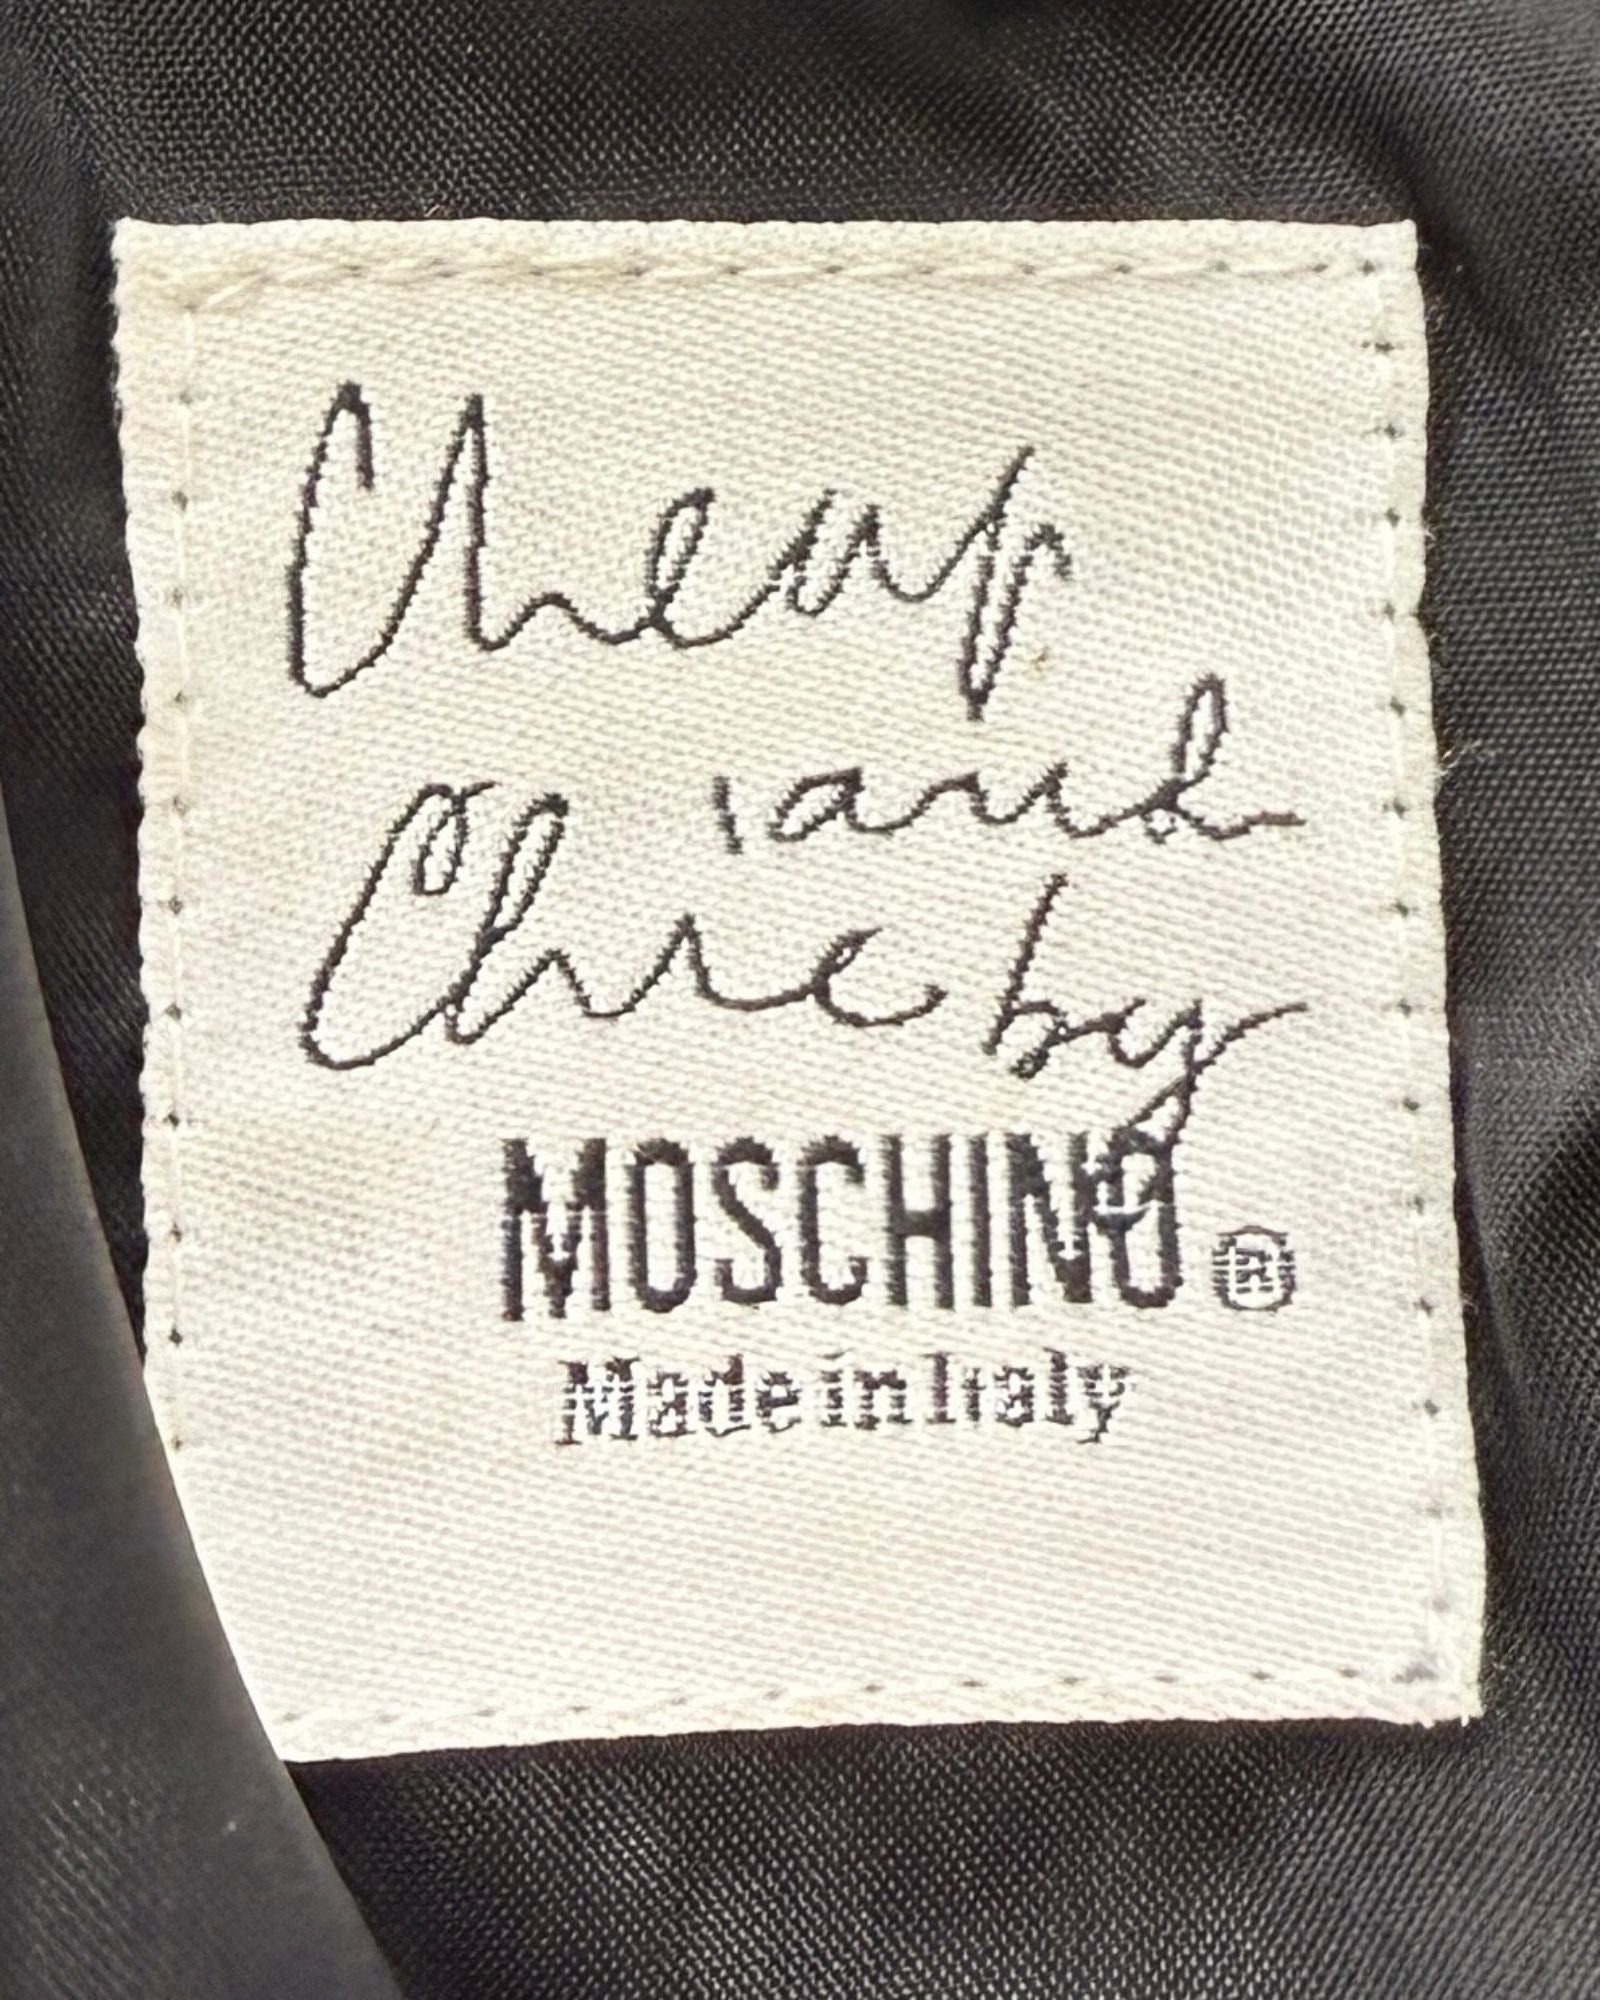 Cheap
and
Chic by
MOSCHINO®
Made in Italy